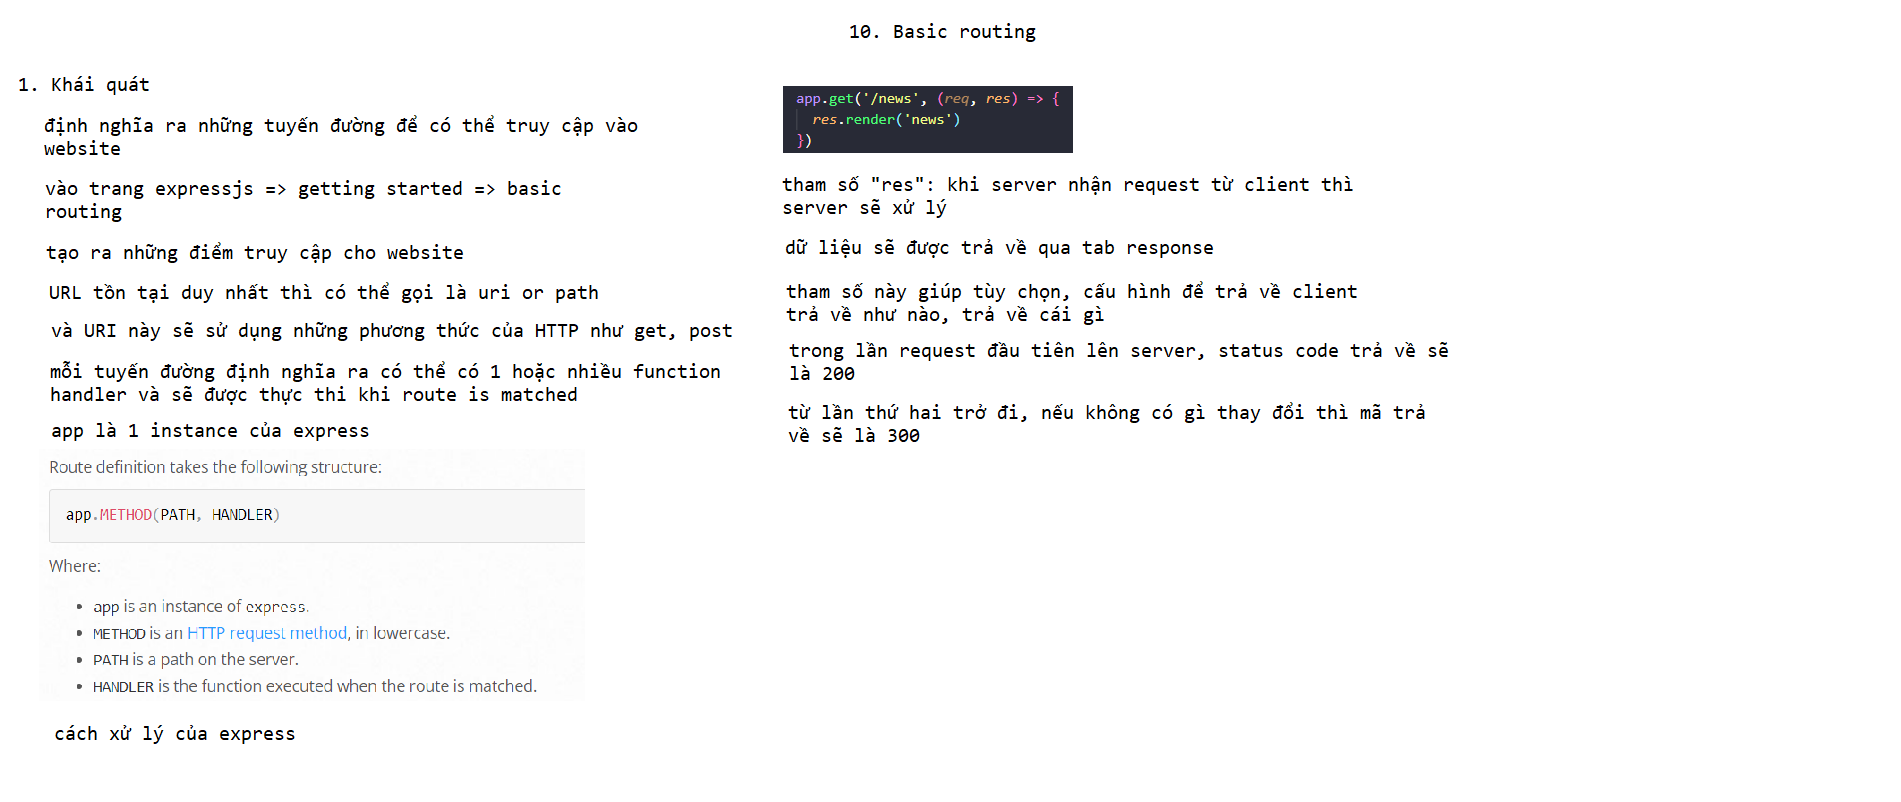 10. Basic routing
1. Khái quát
định nghĩa ra những tuyến đường để có thể truy cập vào
website
vào trang expressjs => getting started => basic
routing
tạo ra những điểm truy cập cho website
URL tồn tại duy nhất thì có thể gọi là uri or path
và URI này sẽ sử dụng những phương thức của HTTP như get, post
mỗi tuyến đường định nghĩa ra có thể có 1 hoặc nhiều function
handler và sẽ được thực thi khi route is matched
app là 1 instance của express
Route definition takes the following structure:
app.METHOD(PATH, HANDLER)
Where:
• app is an instance of express.
• METHOD is an HTTP request method, in lowercase.
• PATH is a path on the server.
• HANDLER is the function executed when the route is matched.
cách xử lý của express
app.get('/news', (req, res) => {
res.render('news')
})
tham số "res": khi server nhận request từ client thì
server sẽ xử lý
dữ liệu sẽ được trả về qua tab response
tham số này giúp tùy chọn, cấu hình để trả về client
trả về như nào, trả về cái gì
trong lần request đầu tiên lên server, status code trả về sẽ
là 200
từ lần thứ hai trở đi, nếu không có gì thay đổi thì mã trả
về sẽ là 300